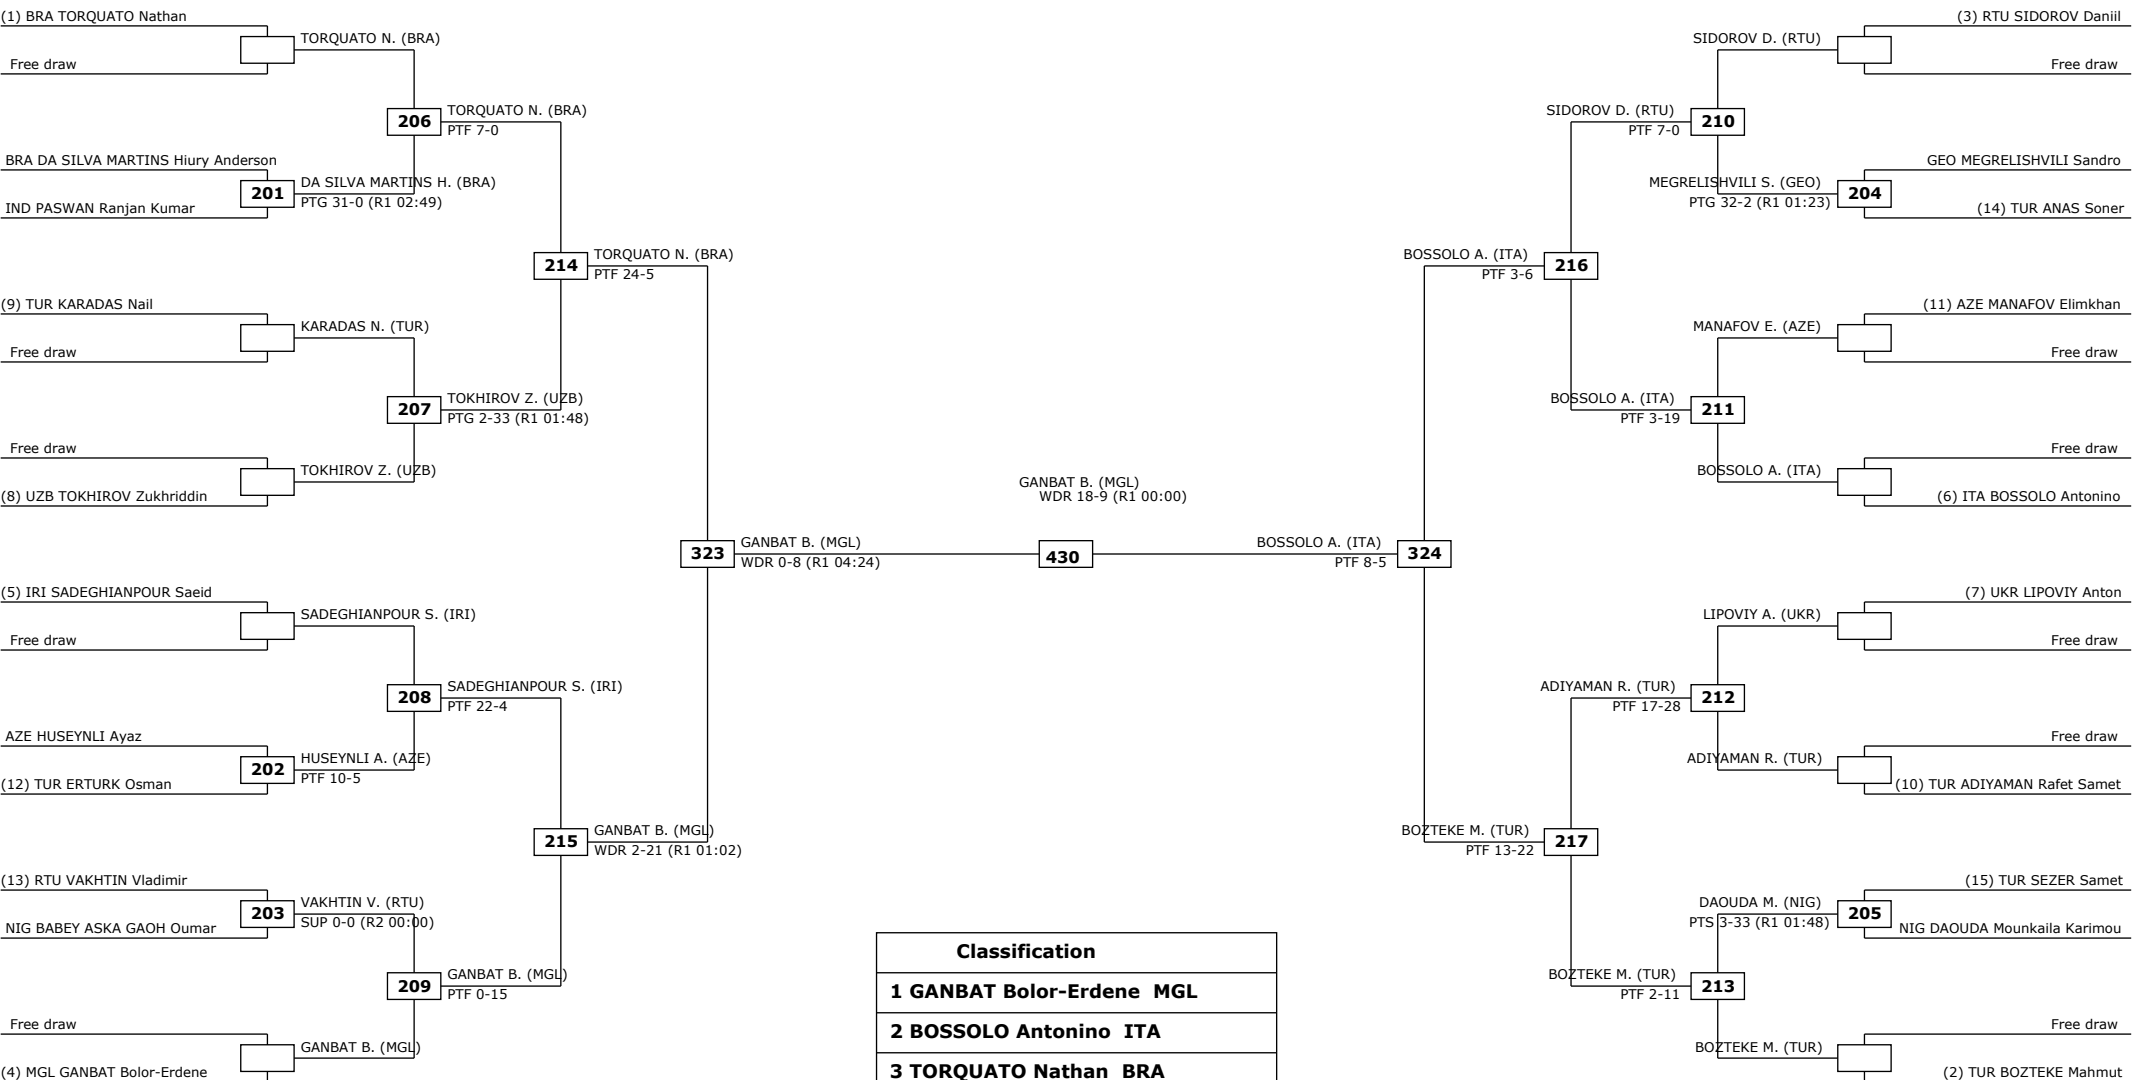 (1) BRA TORQUATO Nathan
TORQUATO N. (BRA)
Free draw
206
TORQUATO N. (BRA)
PTF 7-0
BRA DA SILVA MARTINS Hiury Anderson
201
DA SILVA MARTINS H. (BRA)
PTG 31-0 (R1 02:49)
IND PASWAN Ranjan Kumar
214
TORQUATO N. (BRA)
PTF 24-5
(9) TUR KARADAS Nail
KARADAS N. (TUR)
Free draw
207
TOKHIROV Z. (UZB)
PTG 2-33 (R1 01:48)
Free draw
TOKHIROV Z. (UZB)
(8) UZB TOKHIROV Zukhriddin
323
GANBAT B. (MGL)
WDR 0-8 (R1 04:24)
(5) IRI SADEGHIANPOUR Saeid
SADEGHIANPOUR S. (IRI)
Free draw
208
SADEGHIANPOUR S. (IRI)
PTF 22-4
AZE HUSEYNLI Ayaz
202
HUSEYNLI A. (AZE)
PTF 10-5
(12) TUR ERTURK Osman
215
GANBAT B. (MGL)
WDR 2-21 (R1 01:02)
(13) RTU VAKHTIN Vladimir
203
VAKHTIN V. (RTU)
SUP 0-0 (R2 00:00)
NIG BABEY ASKA GAOH Oumar
209
GANBAT B. (MGL)
PTF 0-15
Free draw
GANBAT B. (MGL)
(4) MGL GANBAT Bolor-Erdene
GANBAT B. (MGL)
WDR 18-9 (R1 00:00)
430
(3) RTU SIDOROV Daniil
SIDOROV D. (RTU)
Free draw
SIDOROV D. (RTU)
PTF 7-0
210
GEO MEGRELISHVILI Sandro
MEGRELISHVILI S. (GEO)
PTG 32-2 (R1 01:23)
204
(14) TUR ANAS Soner
BOSSOLO A. (ITA)
PTF 3-6
216
(11) AZE MANAFOV Elimkhan
MANAFOV E. (AZE)
Free draw
BOSSOLO A. (ITA)
PTF 3-19
211
Free draw
BOSSOLO A. (ITA)
(6) ITA BOSSOLO Antonino
BOSSOLO A. (ITA)
PTF 8-5
324
(7) UKR LIPOVIY Anton
LIPOVIY A. (UKR)
Free draw
ADIYAMAN R. (TUR)
PTF 17-28
212
Free draw
ADIYAMAN R. (TUR)
(10) TUR ADIYAMAN Rafet Samet
BOZTEKE M. (TUR)
PTF 13-22
217
(15) TUR SEZER Samet
DAOUDA M. (NIG)
PTS 3-33 (R1 01:48)
205
NIG DAOUDA Mounkaila Karimou
BOZTEKE M. (TUR)
PTF 2-11
213
Free draw
BOZTEKE M. (TUR)
(2) TUR BOZTEKE Mahmut
Classification
1 GANBAT Bolor-Erdene MGL
2 BOSSOLO Antonino ITA
3 TORQUATO Nathan BRA